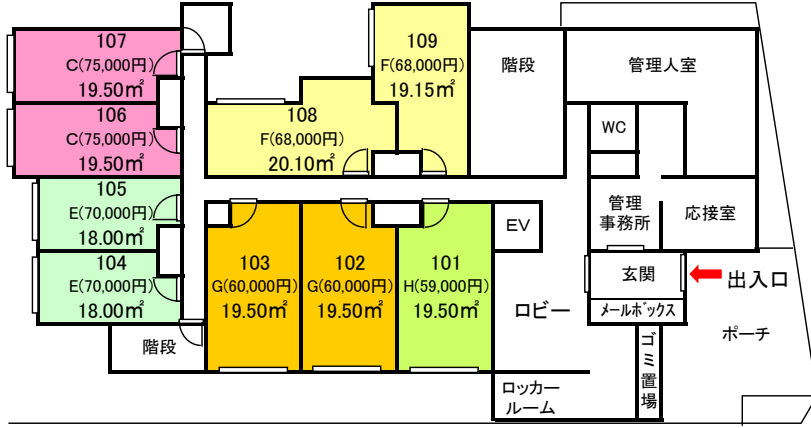 107
C(75,000円)
19.50㎡
106
C(75,000円)
19.50㎡
105
E(70,000円)
18.00㎡
104
E(70,000円)
18.00㎡
階段
108
F(68,000円)
20.10㎡
109
F(68,000円)
19.15㎡
階段
管理人室
WC
管理
事務所
応接室
103
G(60,000円)
19.50㎡
102
G(60,000円)
19.50㎡
101
H(59,000円)
19.50㎡
EV
ロビー
玄関
メールボックス
出入口
ポーチ
ゴミ置場
ロッカー
ルーム